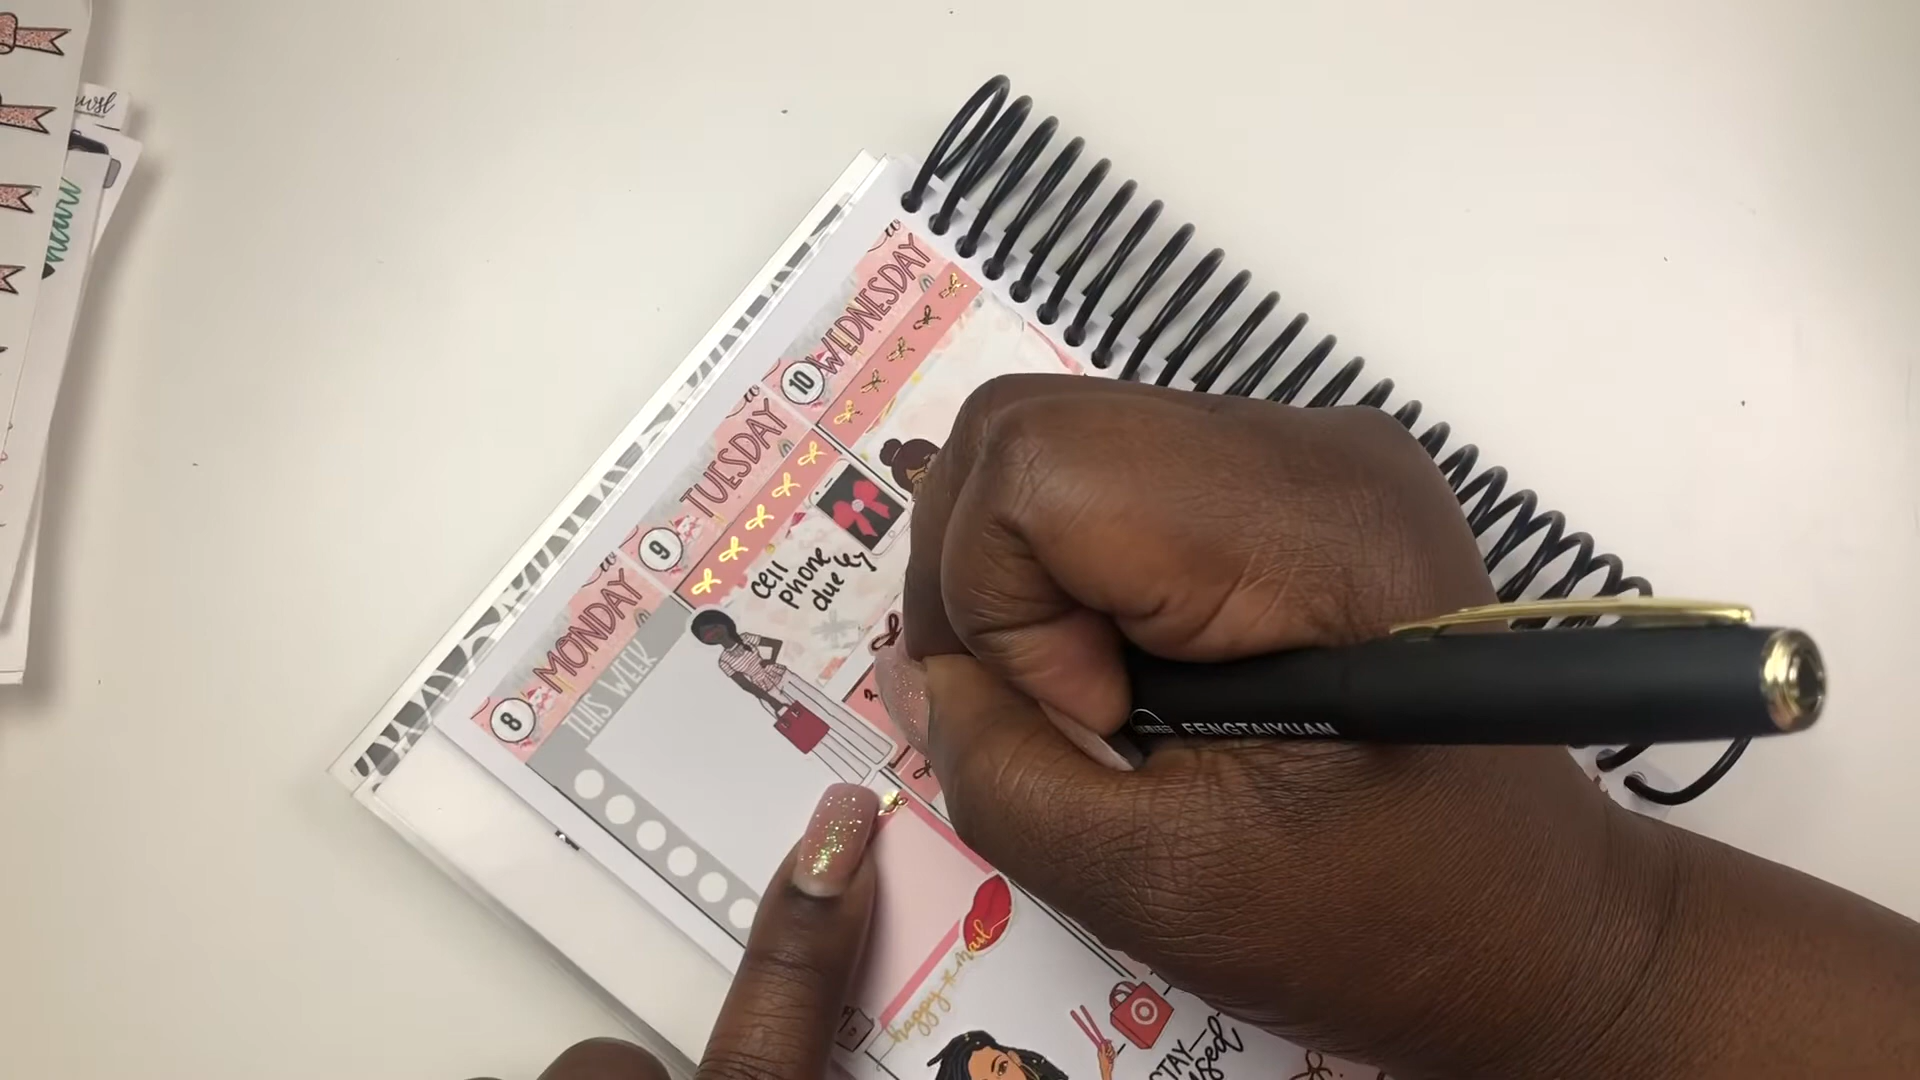 WEDNESDAY
10
TUESDAY
9
MONDAY
8
THIS WEEK
cell
phone
due
FENGTAIYUAN
happy mail
STAY